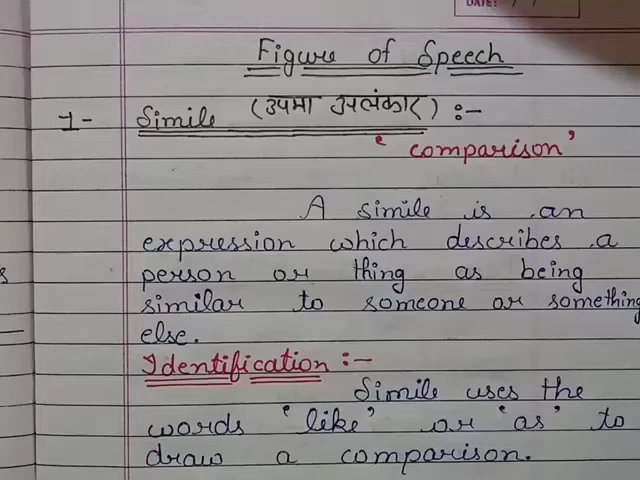 DATE: / /
Figure of Speech
1- Simile (उपमा अलंकार) :-
' comparison'
A simile is an
expression which describes a
person or thing as being
similar to someone or something
else.
Identification :-
Simile uses the
words 'like' or 'as' to
draw a comparison.